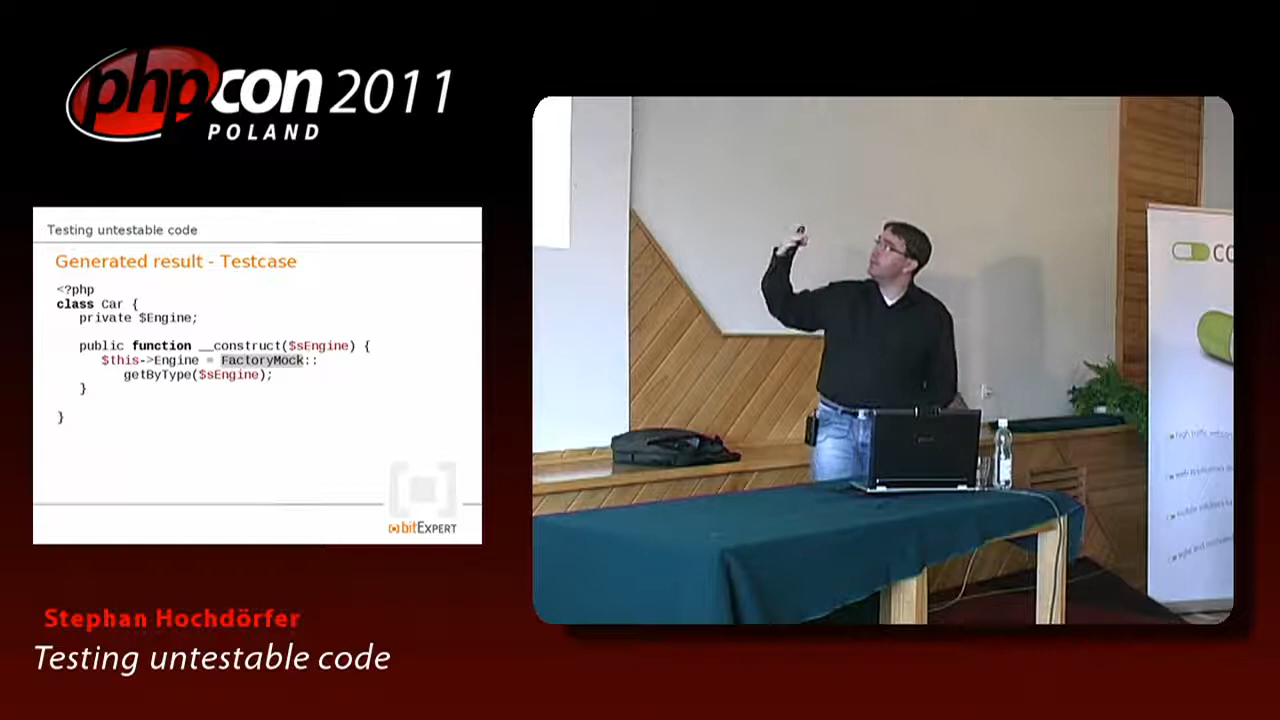 phpcon 2011
POLAND
Testing untestable code
Generated result - Testcase
<?php
class Car {
private $Engine;
public function __construct($sEngine) {
$this->Engine = FactoryMock::
getByType($sEngine);
}
}
bitExpert
Stephan Hochdörfer
Testing untestable code